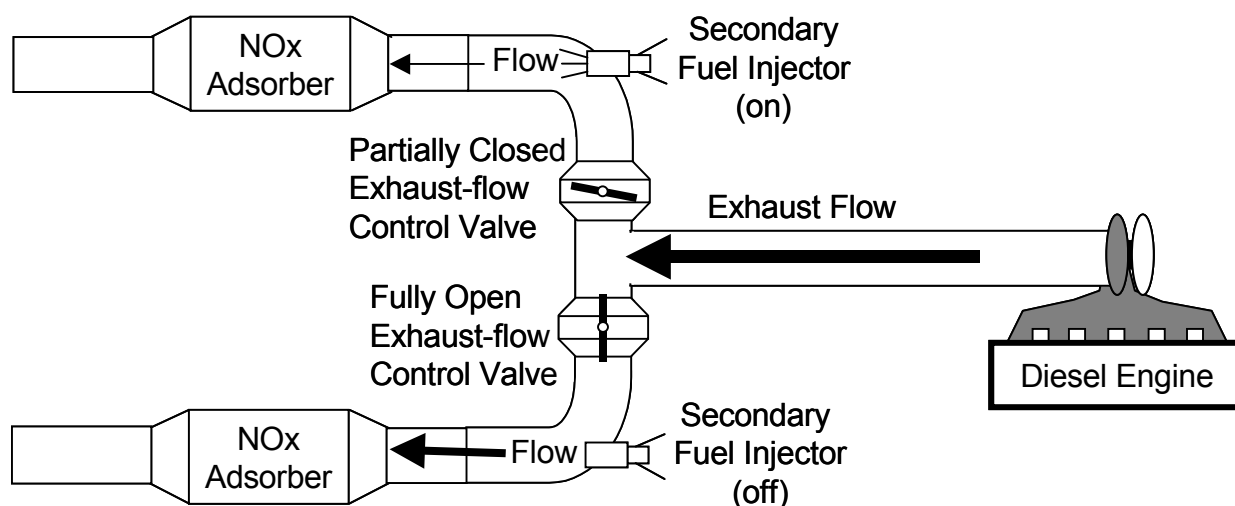 NOx
Adsorber
Flow
Secondary
Fuel Injector
(on)
Partially Closed
Exhaust-flow
Control Valve
Exhaust Flow
Fully Open
Exhaust-flow
Control Valve
Diesel Engine
NOx
Adsorber
Flow
Secondary
Fuel Injector
(off)